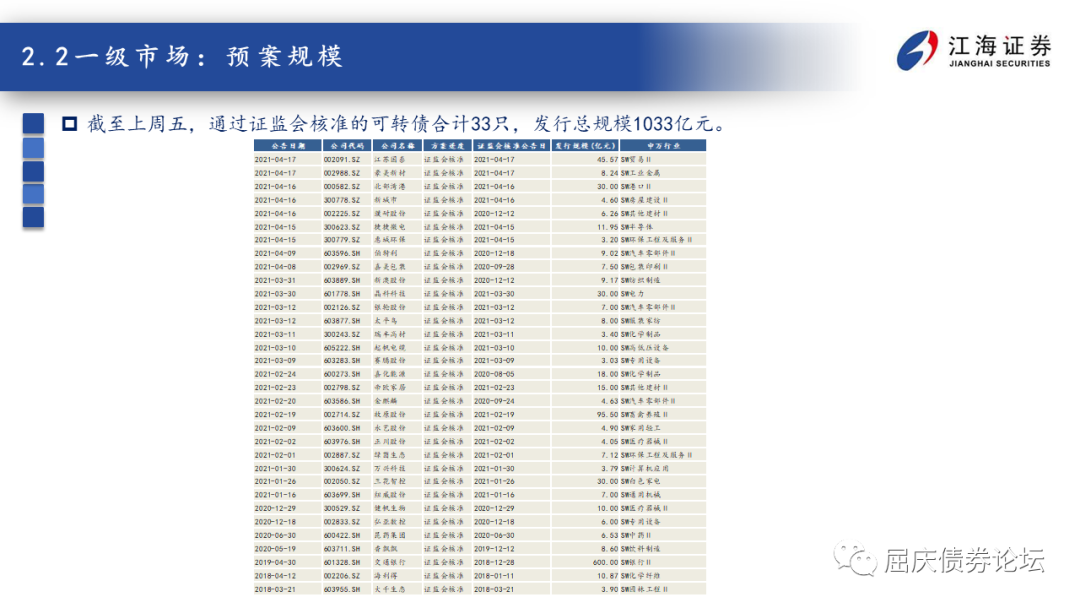 2.2一级市场：预案规模
江海证券
JIANGHAI SECURITIES
截至上周五，通过证监会核准的可转债合计33只，发行总规模1033亿元。
公告日期 公司代码 公司名称 方案进度 证监会核准公告日 发行规模(亿元) 申万行业
2021-04-17 002091.SZ 江苏国泰 证监会核准 2021-04-17 45.57 SW贸易Ⅱ
2021-04-17 002988.SZ 豪美新材 证监会核准 2021-04-17 8.24 SW工业金属
2021-04-16 000582.SZ 北部湾港 证监会核准 2021-04-16 30.00 SW港口Ⅱ
2021-04-16 300778.SZ 新城市 证监会核准 2021-04-16 4.60 SW房屋建设Ⅱ
2021-04-16 002225.SZ 濮耐股份 证监会核准 2020-12-12 6.26 SW其他建材Ⅱ
2021-04-15 300623.SZ 捷捷微电 证监会核准 2021-04-15 11.95 SW半导体
2021-04-15 300779.SZ 惠城环保 证监会核准 2021-04-15 3.20 SW环保工程及服务Ⅱ
2021-04-09 603596.SH 伯特利 证监会核准 2020-12-18 9.02 SW汽车零部件Ⅱ
2021-04-08 002969.SZ 嘉美包装 证监会核准 2020-09-28 7.50 SW包装印刷Ⅱ
2021-03-31 603889.SH 新澳股份 证监会核准 2020-12-12 9.17 SW纺织制造
2021-03-30 601778.SH 晶科科技 证监会核准 2021-03-30 30.00 SW电力
2021-03-12 002126.SZ 银轮股份 证监会核准 2021-03-12 7.00 SW汽车零部件Ⅱ
2021-03-12 603877.SH 太平鸟 证监会核准 2021-03-12 8.00 SW服装家纺
2021-03-11 300243.SZ 瑞丰高材 证监会核准 2021-03-11 3.40 SW化学制品
2021-03-10 605222.SH 起帆电缆 证监会核准 2021-03-10 10.00 SW高低压设备
2021-03-09 603283.SH 赛腾股份 证监会核准 2021-03-09 3.03 SW专用设备
2021-02-24 600273.SH 嘉化能源 证监会核准 2020-08-05 18.00 SW化学制品
2021-02-23 002798.SZ 帝欧家居 证监会核准 2021-02-23 15.00 SW其他建材Ⅱ
2021-02-20 603586.SH 金麒麟 证监会核准 2020-09-24 4.63 SW汽车零部件Ⅱ
2021-02-19 002714.SZ 牧原股份 证监会核准 2021-02-19 95.50 SW畜禽养殖Ⅱ
2021-02-09 603600.SH 永艺股份 证监会核准 2021-02-09 4.90 SW家用轻工
2021-02-02 603976.SH 正川股份 证监会核准 2021-02-02 4.05 SW医疗器械Ⅱ
2021-02-01 002887.SZ 绿茵生态 证监会核准 2021-02-01 7.12 SW环保工程及服务Ⅱ
2021-01-30 300624.SZ 万兴科技 证监会核准 2021-01-30 3.79 SW计算机应用
2021-01-26 002050.SZ 三花智控 证监会核准 2021-01-26 30.00 SW白色家电
2021-01-16 603699.SH 纽威股份 证监会核准 2021-01-16 7.00 SW通用机械
2020-12-29 300529.SZ 健帆生物 证监会核准 2020-12-29 10.00 SW医疗器械Ⅱ
2020-12-18 002833.SZ 弘亚数控 证监会核准 2020-12-18 6.00 SW专用设备
2020-06-30 600422.SH 昆药集团 证监会核准 2020-06-30 6.53 SW中药Ⅱ
2020-05-19 603711.SH 香飘飘 证监会核准 2019-12-12 8.60 SW饮料制造
2019-04-30 601328.SH 交通银行 证监会核准 2018-12-28 600.00 SW银行Ⅱ
2018-04-12 002206.SZ 海利得 证监会核准 2018-01-11 10.87 SW化学纤维
2018-03-21 603955.SH 大千生态 证监会核准 2018-03-21 3.90 SW园林工程Ⅱ
屈庆债券论坛